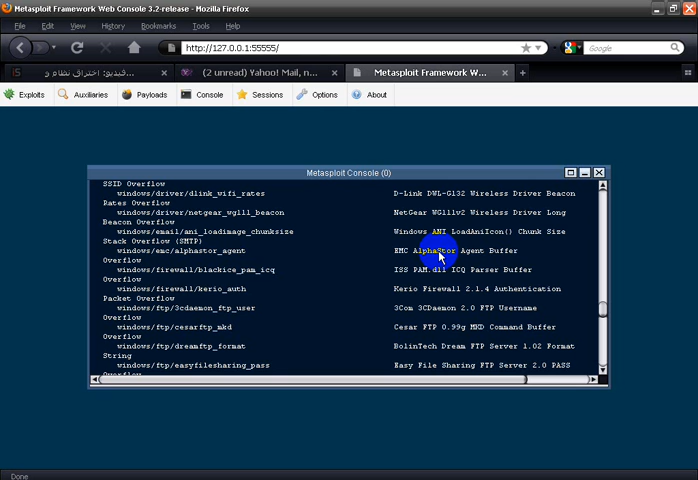 Metasploit Framework Web Console 3.2-release - Mozilla Firefox
File Edit View History Bookmarks Tools Help
http://127.0.0.1:55555/
Google
فيديو: اختراق نظام و...
(2 unread) Yahoo! Mail, n...
Metasploit Framework W...
Exploits Auxiliaries Payloads Console Sessions Options About
Metasploit Console (0)
SSID Overflow
windows/driver/dlink_wifi_rates D-Link DWL-G132 Wireless Driver Beacon
Rates Overflow
windows/driver/netgear_wg111_beacon NetGear WG111v2 Wireless Driver Long
Beacon Overflow
windows/email/ani_loadimage_chunksize Windows ANI LoadAniIcon() Chunk Size
Stack Overflow (SMTP)
windows/emc/alphastor_agent EMC AlphaStor Agent Buffer
Overflow
windows/firewall/blackice_pam_icq ISS PAM.dll ICQ Parser Buffer
Overflow
windows/firewall/kerio_auth Kerio Firewall 2.1.4 Authentication
Packet Overflow
windows/ftp/3cdaemon_ftp_user 3Com 3CDaemon 2.0 FTP Username
Overflow
windows/ftp/cesarftp_mkd Cesar FTP 0.99g MKD Command Buffer
Overflow
windows/ftp/dreamftp_format BolinTech Dream FTP Server 1.02 Format
String
windows/ftp/easyfilesharing_pass Easy File Sharing FTP Server 2.0 PASS
Overflow
Done